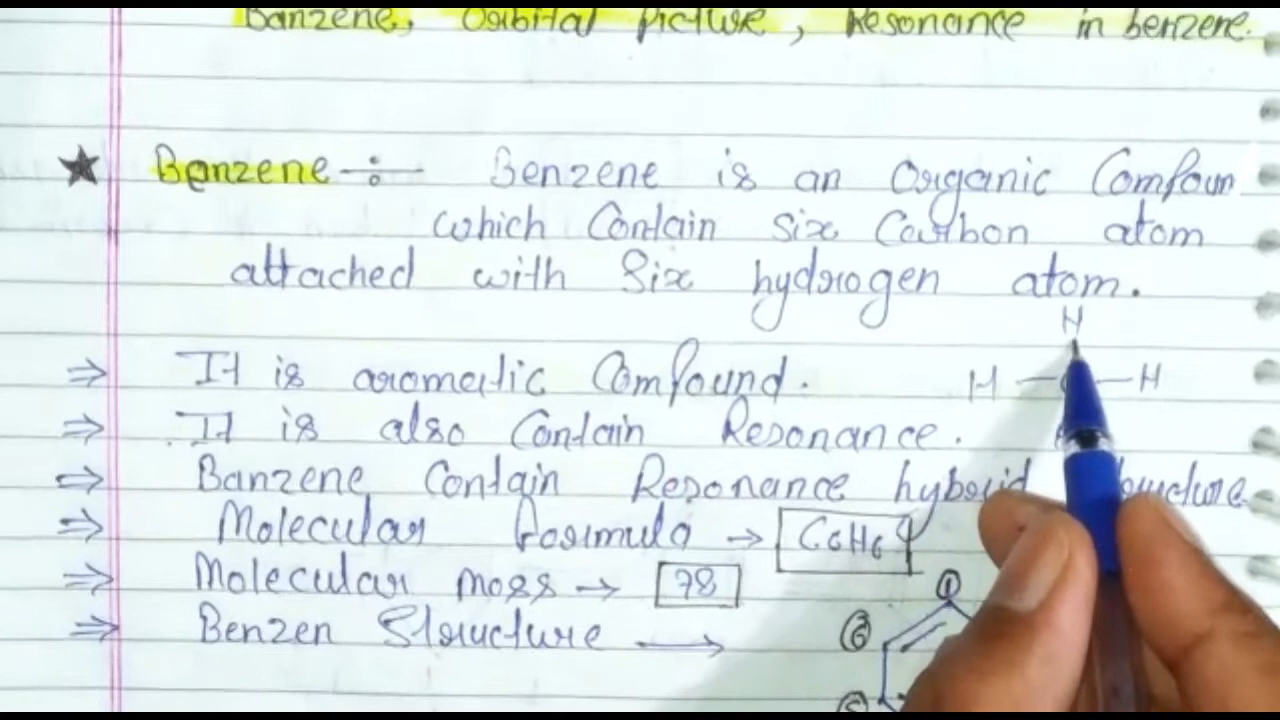 Banzene, Orbital Picture, Resonance in benzene.
★ Banzene ÷ Benzene is an Organic Compoun
which Contain six Carbon atom
attached with Six hydrogen atom.
H
⇒ It is aromatic Compound.
H - C - H
⇒ It is also Contain Resonance.
⇒ Banzene Contain Resonance hybrid structure
⇒ Molecular formula → C6H6
⇒ Molecular mass → 78
①
⇒ Benzen Structure →
⑥
⑤